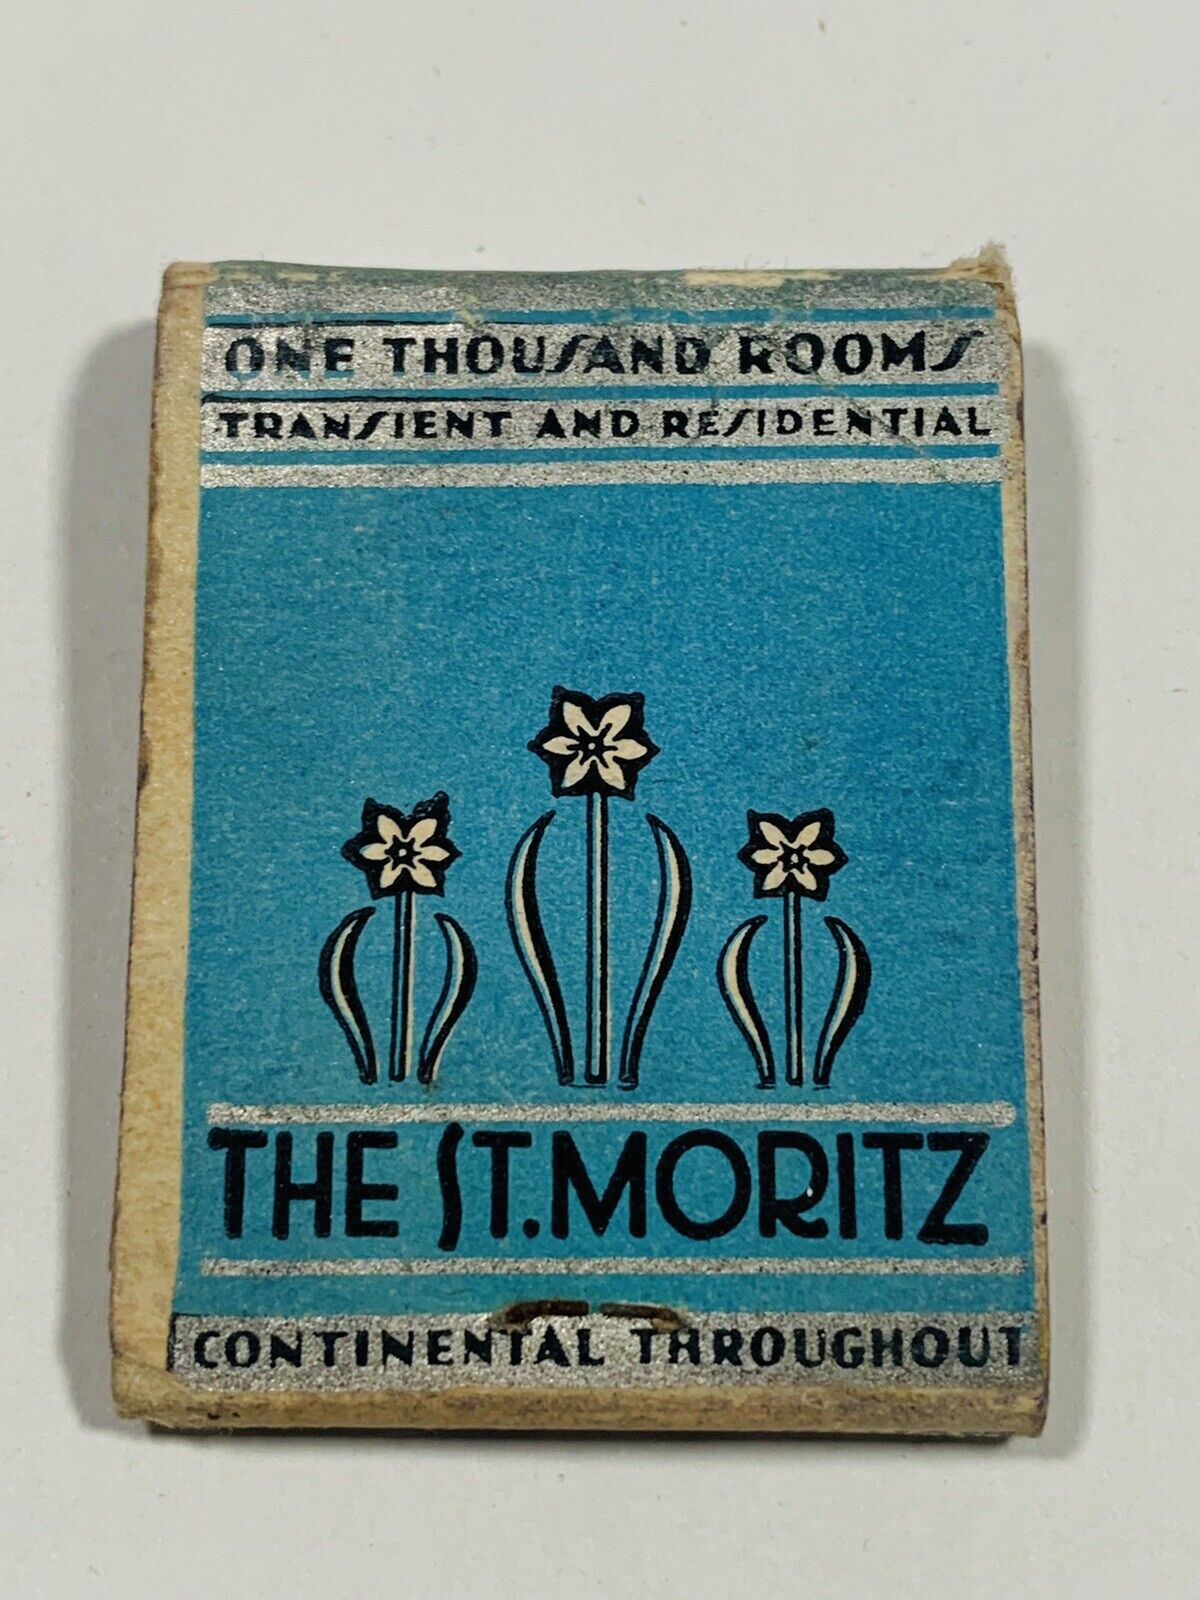 ONE THOUSAND ROOMS
TRANSIENT AND RESIDENTIAL
THE ST. MORITZ
CONTINENTAL THROUGHOUT